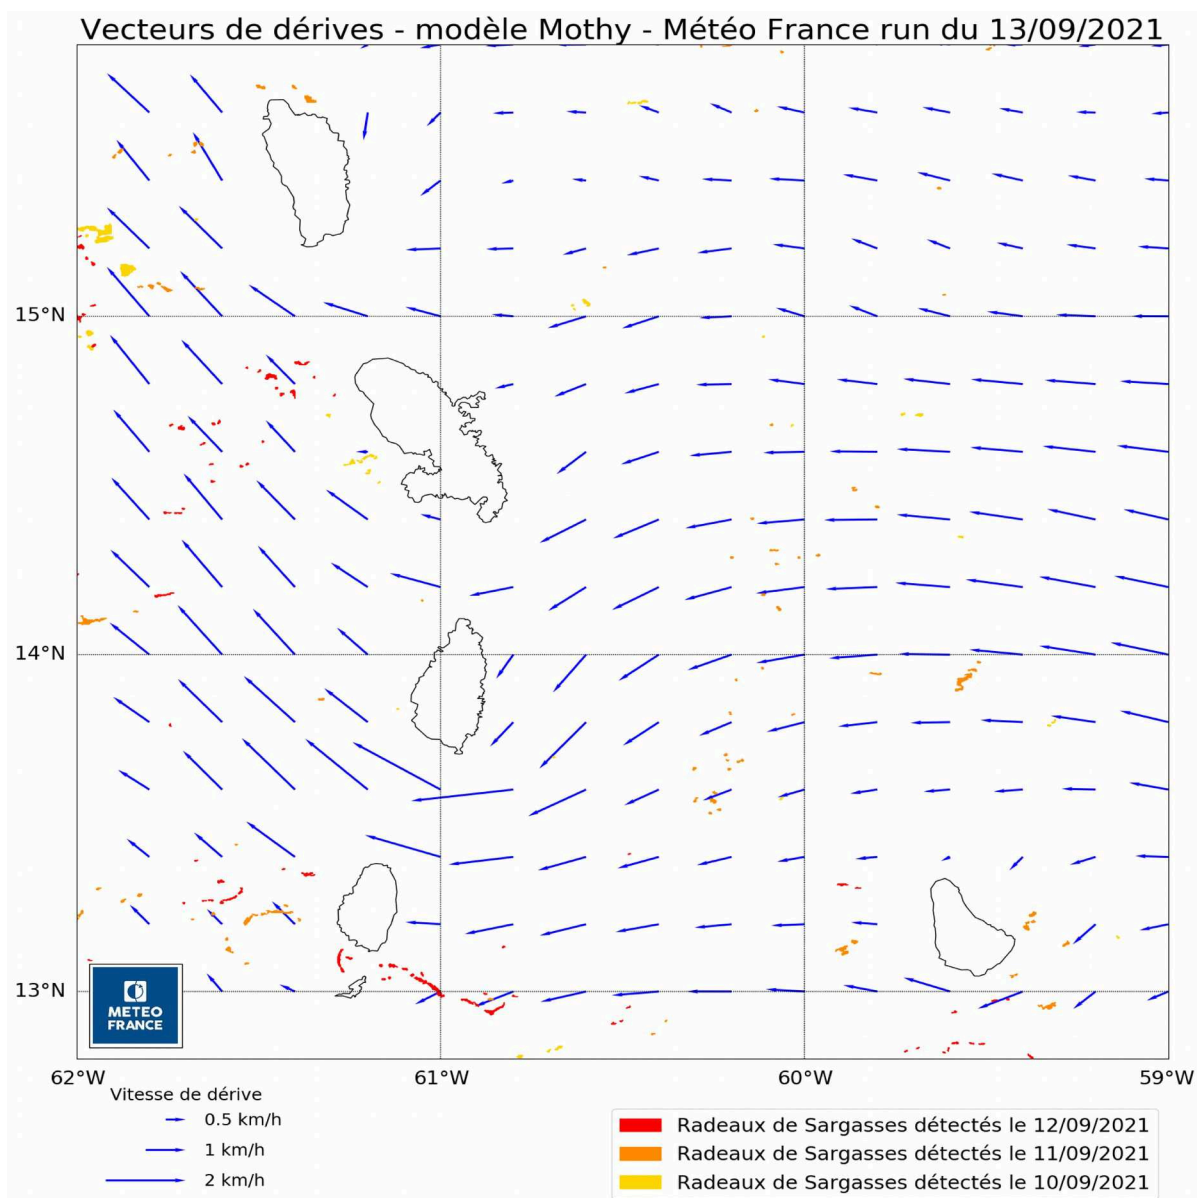 Vecteurs de dérives - modèle Mothy - Météo France run du 13/09/2021
15°N
14°N
13°N
METEO
FRANCE
62°W
61°W
60°W
59°W
Vitesse de dérive
0.5 km/h
1 km/h
2 km/h
Radeaux de Sargasses détectés le 12/09/2021
Radeaux de Sargasses détectés le 11/09/2021
Radeaux de Sargasses détectés le 10/09/2021